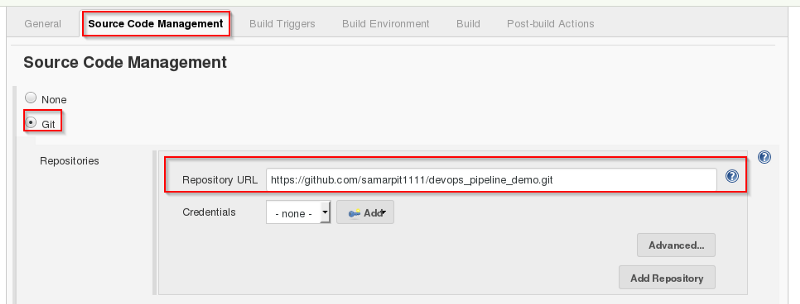 General Source Code Management Build Triggers Build Environment Build Post-build Actions
Source Code Management
None
Git
Repositories
Repository URL https://github.com/samarpit1111/devops_pipeline_demo.git
Credentials - none - Add
Advanced...
Add Repository